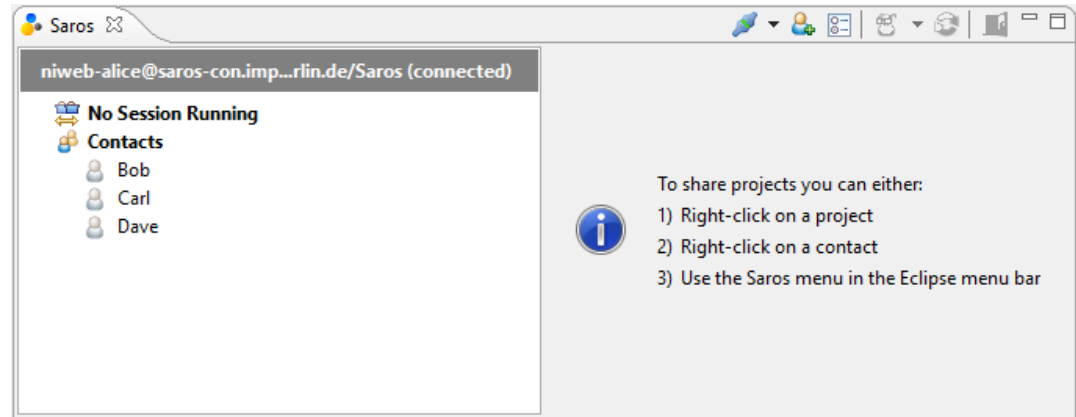 Saros
niweb-alice@saros-con.imp...rlin.de/Saros (connected)
No Session Running
Contacts
Bob
Carl
Dave
To share projects you can either:
1) Right-click on a project
2) Right-click on a contact
3) Use the Saros menu in the Eclipse menu bar